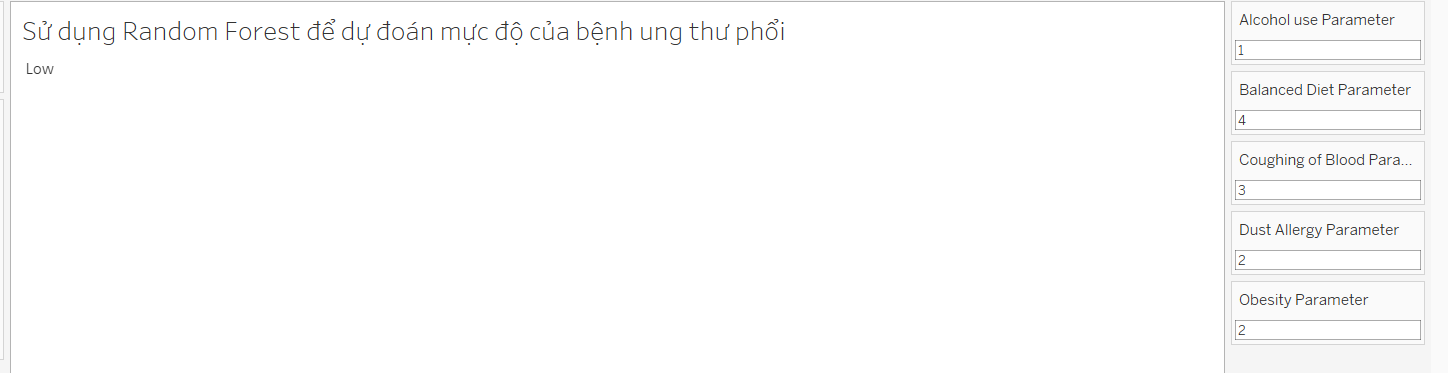 Sử dụng Random Forest để dự đoán mực độ của bệnh ung thư phổi
Low
Alcohol use Parameter
1
Balanced Diet Parameter
4
Coughing of Blood Para...
3
Dust Allergy Parameter
2
Obesity Parameter
2